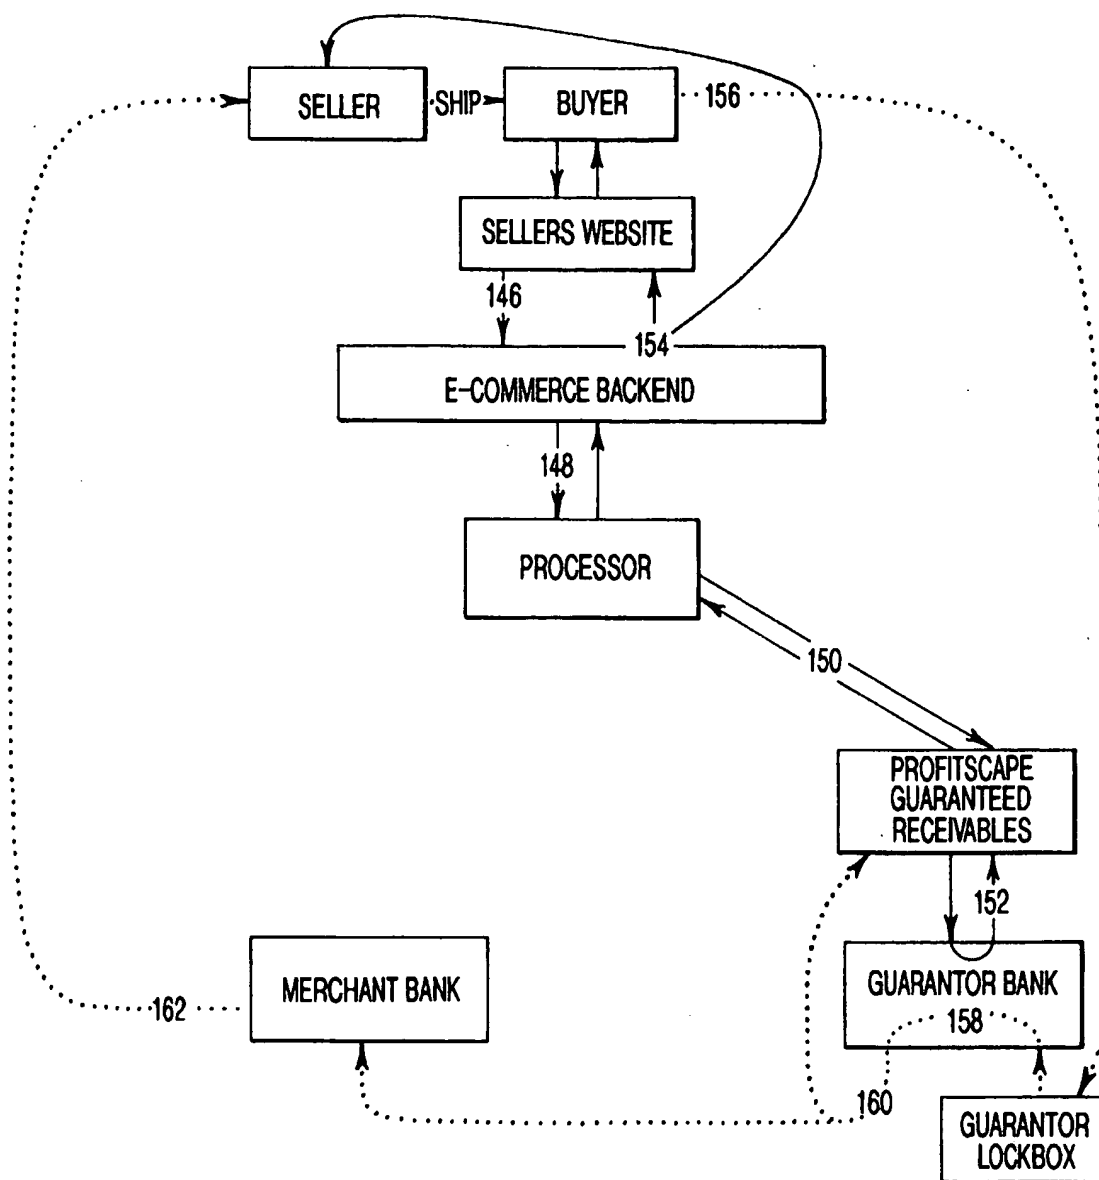 SELLER
SHIP
BUYER
156
SELLERS WEBSITE
146
154
E-COMMERCE BACKEND
148
PROCESSOR
150
PROFITSCAPE
GUARANTEED
RECEIVABLES
152
MERCHANT BANK
GUARANTOR BANK
158
162
160
GUARANTOR
LOCKBOX